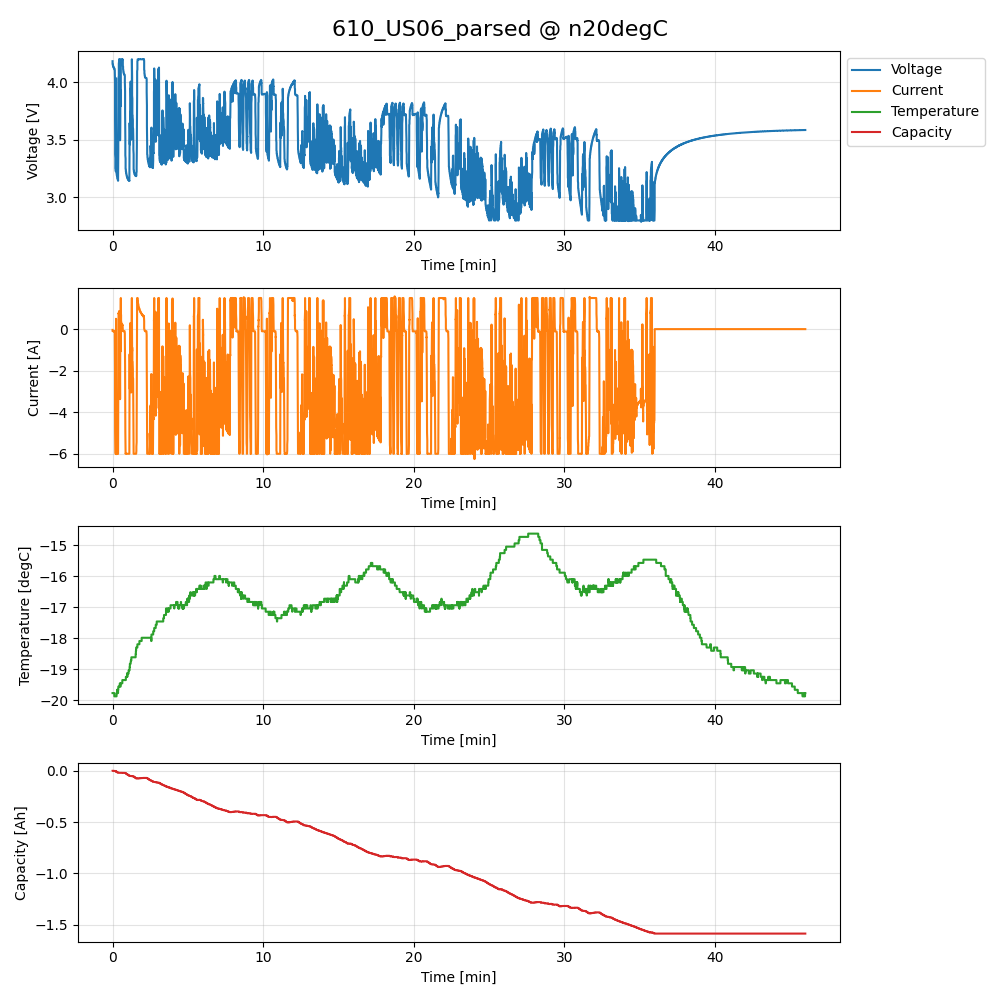 610_US06_parsed @ n20degC
Voltage [V]
4.0
3.5
3.0
0 10 20 30 40
Time [min]
Voltage
Current
Temperature
Capacity
Current [A]
0
−2
−4
−6
0 10 20 30 40
Time [min]
Temperature [degC]
−15
−16
−17
−18
−19
−20
0 10 20 30 40
Time [min]
Capacity [Ah]
0.0
−0.5
−1.0
−1.5
0 10 20 30 40
Time [min]